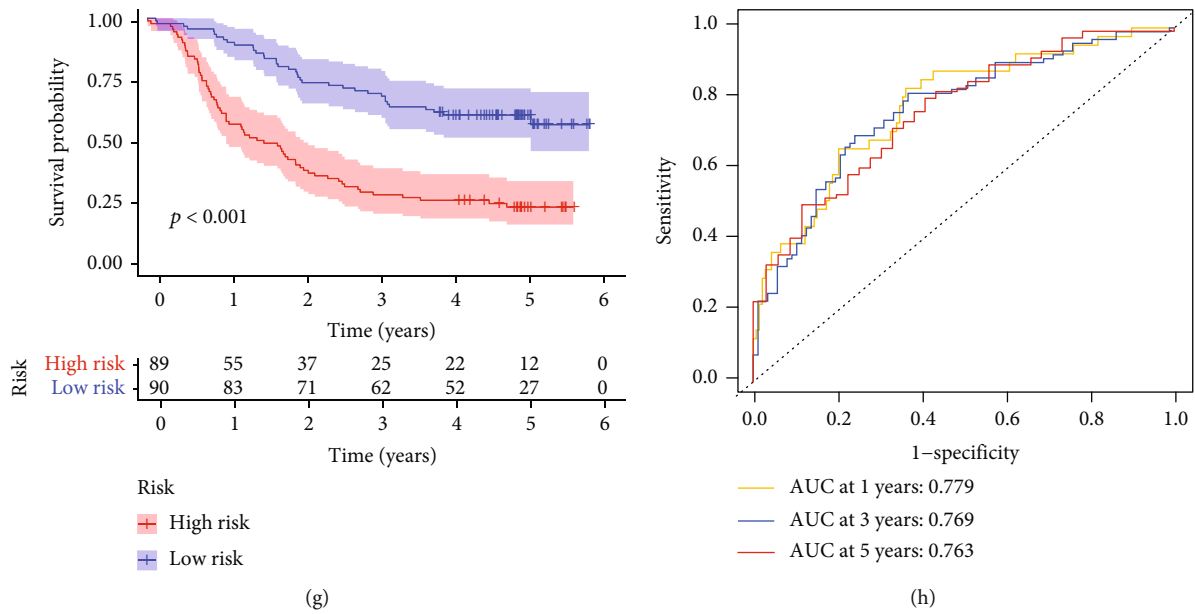 1.00
0.75
0.50
0.25
0.00
Survival probability
p < 0.001
0 1 2 3 4 5 6
Time (years)
Risk
High risk 89 55 37 25 22 12 0
Low risk 90 83 71 62 52 27 0
0 1 2 3 4 5 6
Time (years)
Risk
High risk
Low risk
(g)
1.0
0.8
0.6
0.4
0.2
0.0
Sensitivity
0.0 0.2 0.4 0.6 0.8 1.0
1−specificity
AUC at 1 years: 0.779
AUC at 3 years: 0.769
AUC at 5 years: 0.763
(h)